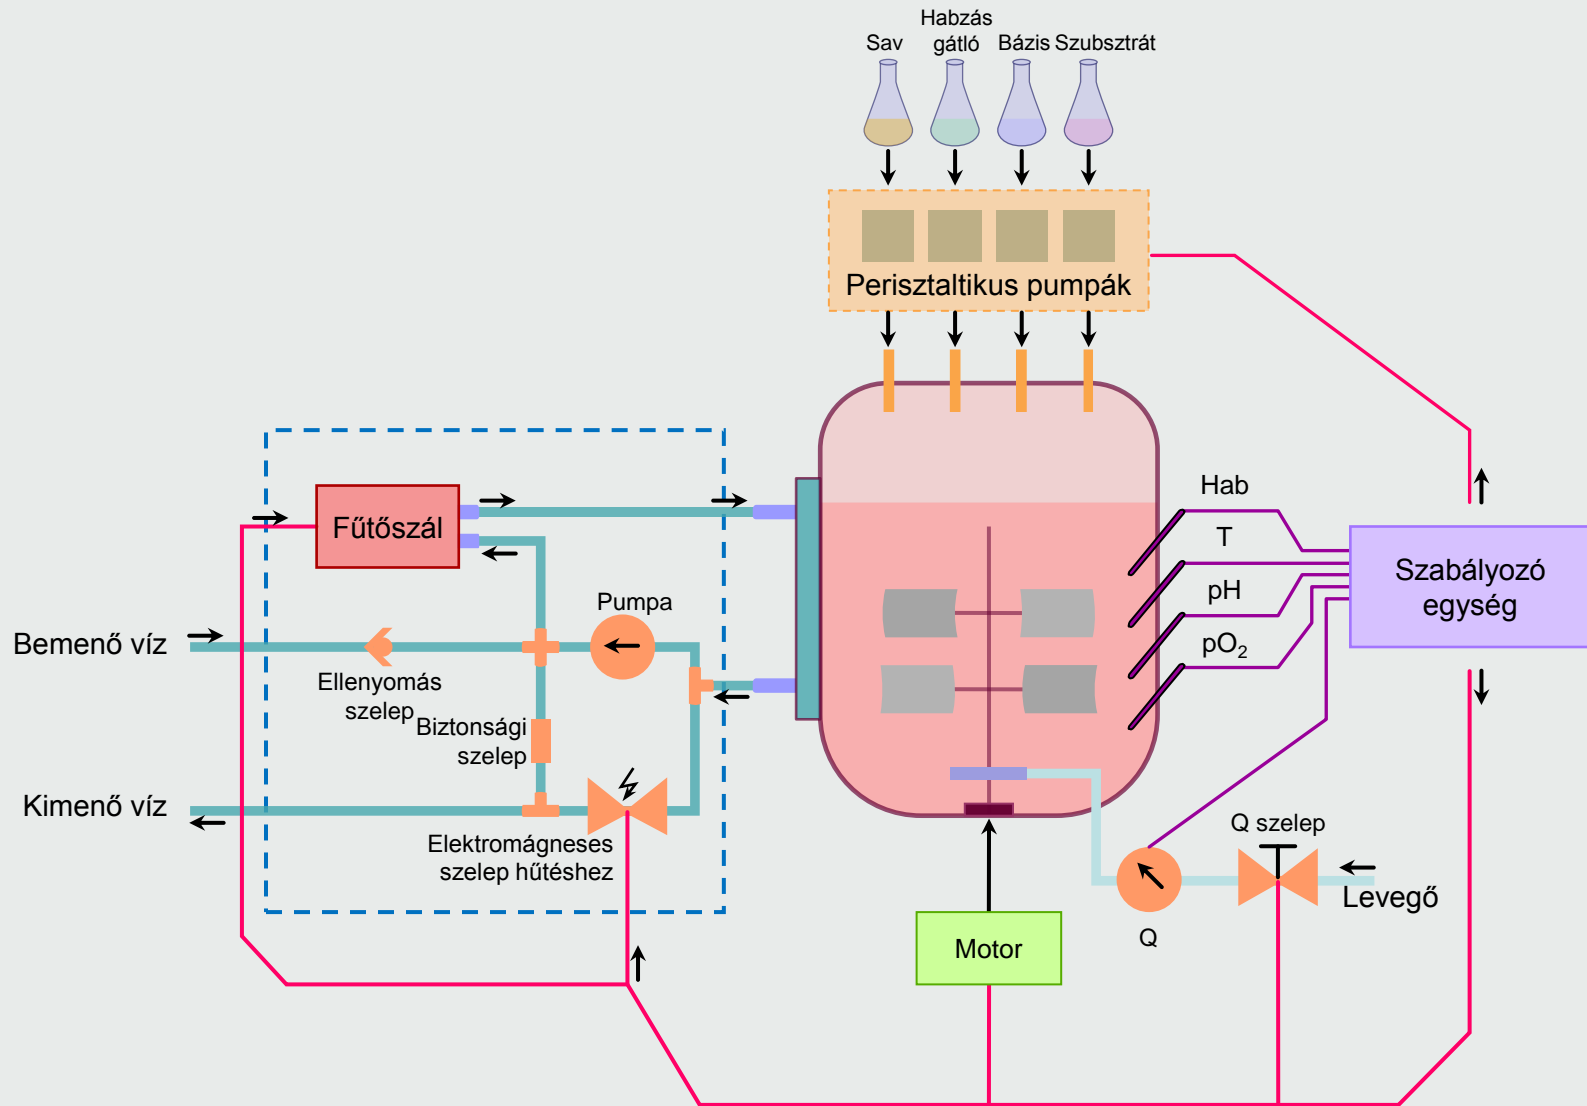 Habzás
gátló
Sav
Bázis
Szubsztrát
Perisztaltikus pumpák
Hab
T
pH
pO₂
Szabályozó
egység
Fűtőszál
Pumpa
Bemenő víz
Ellenyomás
szelep
Biztonsági
szelep
Kimenő víz
Elektromágneses
szelep hűtéshez
Q szelep
Levegő
Q
Motor